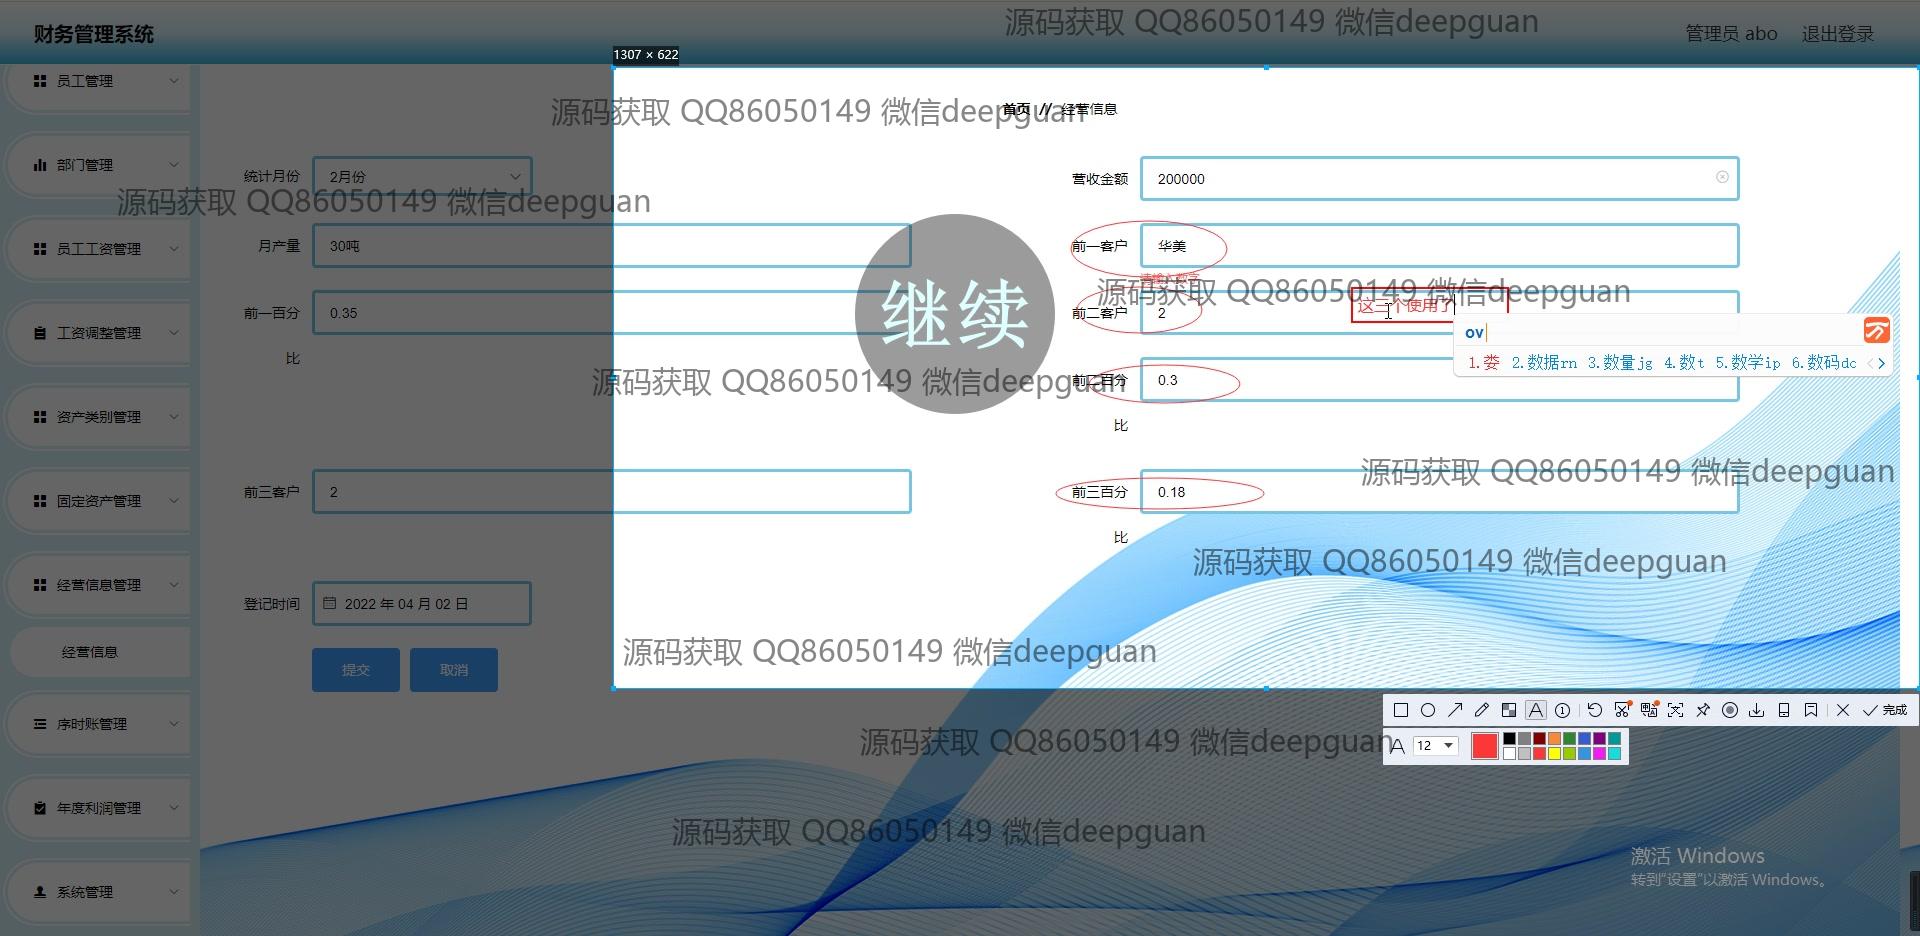 源码获取 QQ86050149 微信deepguan
财务管理系统
管理员 abo
退出登录
1307 × 622
员工管理
源码获取 QQ86050149 微信deepguan
首页 // 经营信息
部门管理
统计月份
2月份
营收金额
200000
源码获取 QQ86050149 微信deepguan
员工工资管理
月产量
30吨
前一客户
华美
请输入数字
源码获取 QQ86050149 微信deepguan
继续
前一百分比
0.35
前二客户
2
这三个使用了
ov
1.娄 2.数据rn 3.数量jg 4.数t 5.数学ip 6.数码dc
工资调整管理
源码获取 QQ86050149 微信deepguan
前二百分比
0.3
资产类别管理
源码获取 QQ86050149 微信deepguan
前三客户
2
前三百分比
0.18
固定资产管理
源码获取 QQ86050149 微信deepguan
经营信息管理
登记时间
2022 年 04 月 02 日
经营信息
源码获取 QQ86050149 微信deepguan
提交
取消
完成
序时账管理
源码获取 QQ86050149 微信deepguan
A
12
年度利润管理
源码获取 QQ86050149 微信deepguan
激活 Windows
转到“设置”以激活 Windows。
系统管理